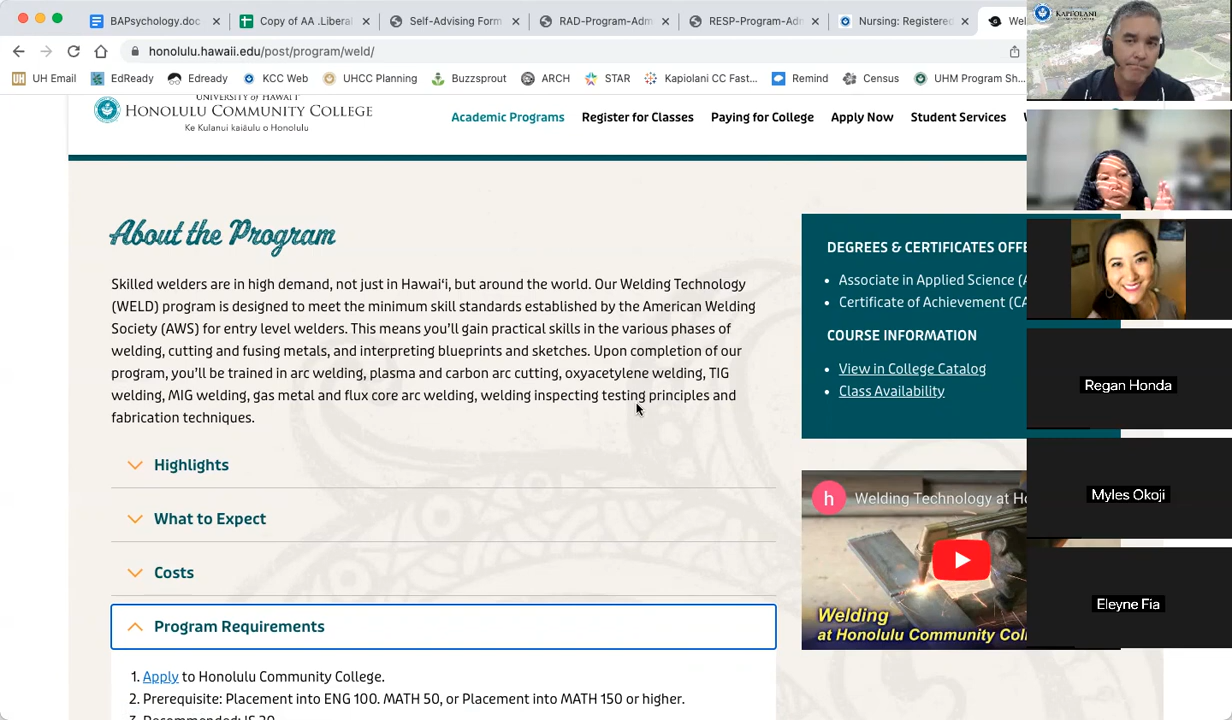 BAPsychology.doc
Copy of AA .Liberal
Self-Advising Form
RAD-Program-Adm
RESP-Program-Ad
Nursing: Registered
Wel
honolulu.hawaii.edu/post/program/weld/
UH Email
EdReady
Edready
KCC Web
UHCC Planning
Buzzsprout
ARCH
STAR
Kapiolani CC Fast...
Remind
Census
UHM Program Sh...
UNIVERSITY OF HAWAIʻI
HONOLULU COMMUNITY COLLEGE
Ke Kulanui kaiāulu o Honolulu
Academic Programs
Register for Classes
Paying for College
Apply Now
Student Services
About the Program
Skilled welders are in high demand, not just in Hawaiʻi, but around the world. Our Welding Technology
(WELD) program is designed to meet the minimum skill standards established by the American Welding
Society (AWS) for entry level welders. This means you’ll gain practical skills in the various phases of
welding, cutting and fusing metals, and interpreting blueprints and sketches. Upon completion of our
program, you’ll be trained in arc welding, plasma and carbon arc cutting, oxyacetylene welding, TIG
welding, MIG welding, gas metal and flux core arc welding, welding inspecting testing principles and
fabrication techniques.
Highlights
What to Expect
Costs
Program Requirements
1. Apply to Honolulu Community College.
2. Prerequisite: Placement into ENG 100. MATH 50, or Placement into MATH 150 or higher.
3. Recommended: IS 20
DEGREES & CERTIFICATES OFFE
Associate in Applied Science (A
Certificate of Achievement (CA
COURSE INFORMATION
View in College Catalog
Class Availability
h
Welding Technology at Ho
Welding
at Honolulu Community Coll
KAPIʻOLANI
Regan Honda
Myles Okoji
Eleyne Fia